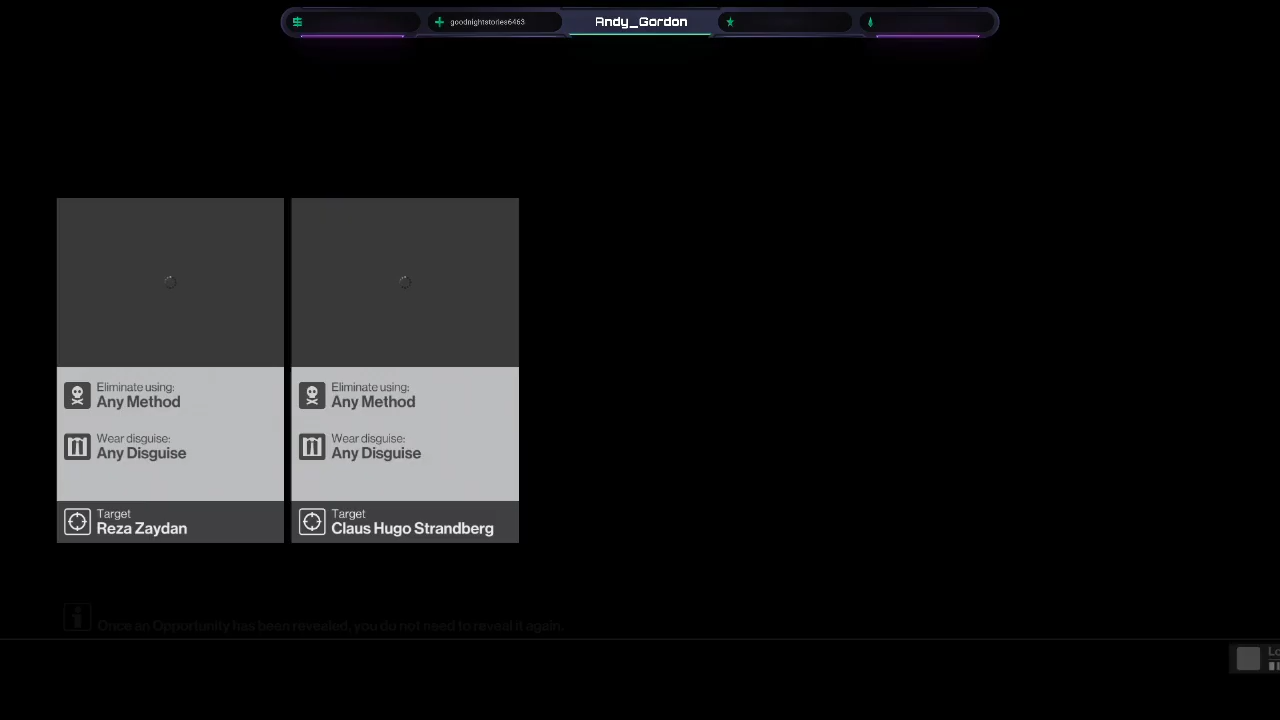 goodnightstories6463
Andy_Gordon
Eliminate using:
Any Method
Wear disguise:
Any Disguise
Target
Reza Zaydan
Eliminate using:
Any Method
Wear disguise:
Any Disguise
Target
Claus Hugo Strandberg
Once an Opportunity has been revealed, you do not need to reveal it again.